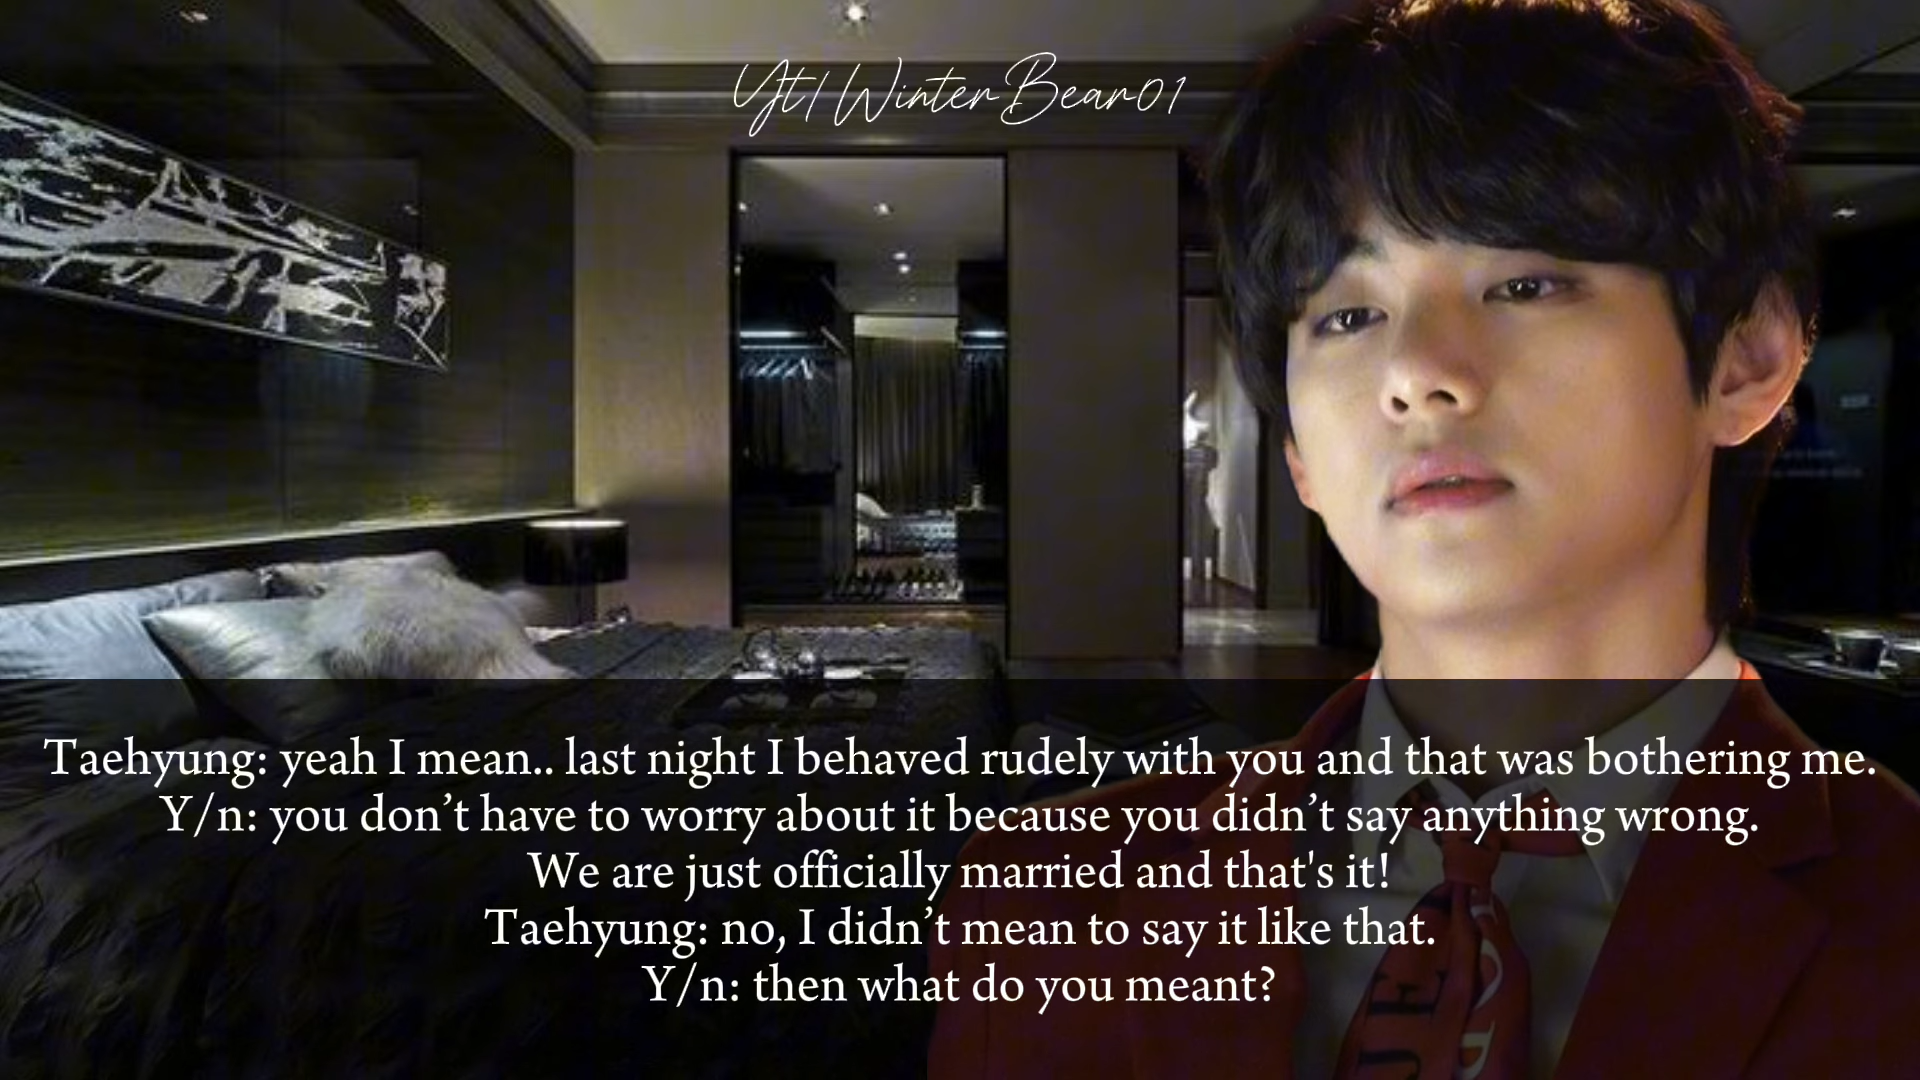 Yt/WinterBear01
Taehyung: yeah I mean.. last night I behaved rudely with you and that was bothering me.
Y/n: you don’t have to worry about it because you didn’t say anything wrong.
We are just officially married and that's it!
Taehyung: no, I didn’t mean to say it like that.
Y/n: then what do you meant?